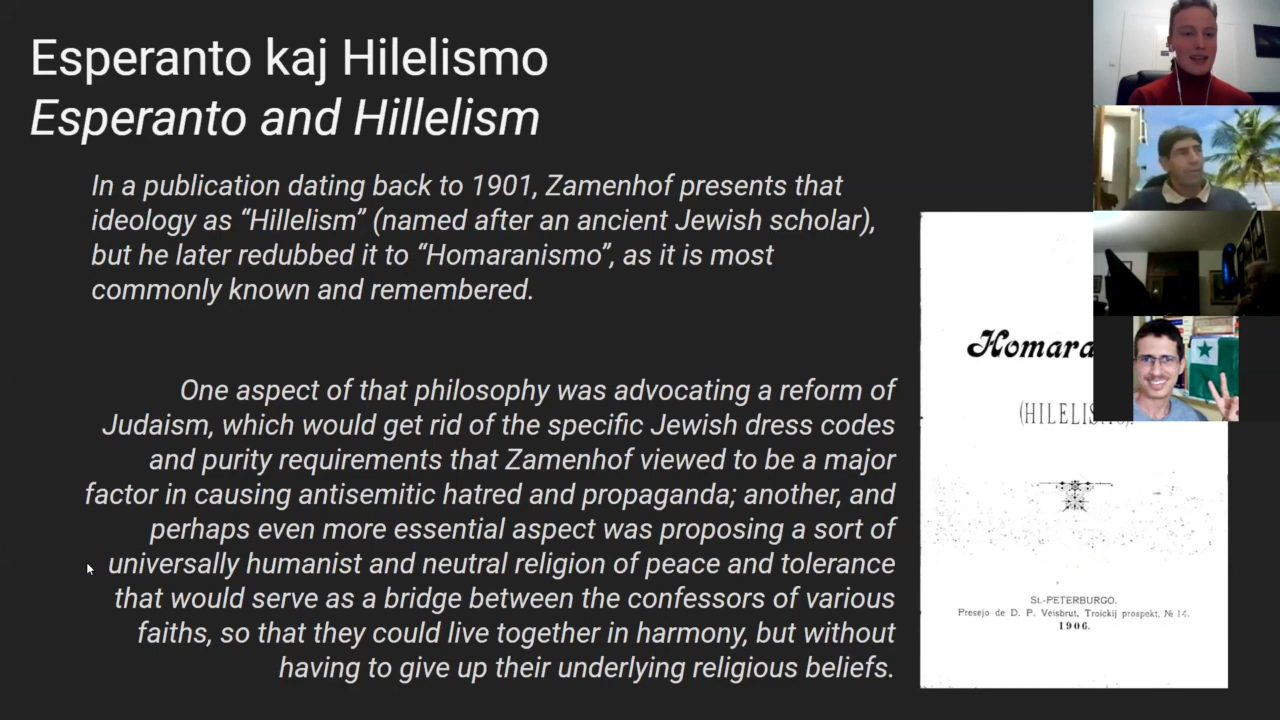 Esperanto kaj Hilelismo
Esperanto and Hillelism
In a publication dating back to 1901, Zamenhof presents that
ideology as “Hillelism” (named after an ancient Jewish scholar),
but he later redubbed it to “Homaranismo”, as it is most
commonly known and remembered.
One aspect of that philosophy was advocating a reform of
Judaism, which would get rid of the specific Jewish dress codes
and purity requirements that Zamenhof viewed to be a major
factor in causing antisemitic hatred and propaganda; another, and
perhaps even more essential aspect was proposing a sort of
universally humanist and neutral religion of peace and tolerance
that would serve as a bridge between the confessors of various
faiths, so that they could live together in harmony, but without
having to give up their underlying religious beliefs.
Homara
(HILELIS
St.-PETERBURGO.
Presejo de D. P. Veisbrut, Troickij prospekt, № 14.
1906.